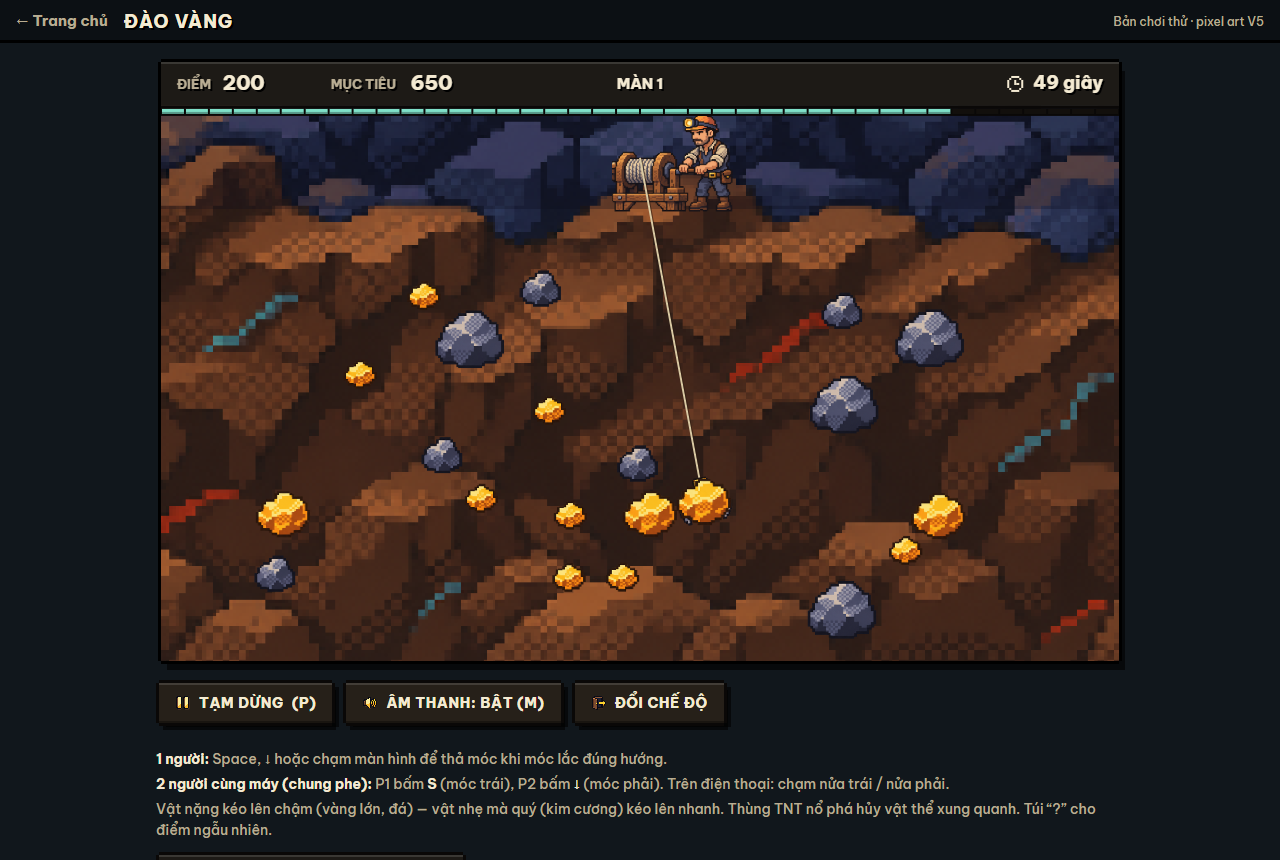 ← Trang chủ ĐÀO VÀNG Bản chơi thử · pixel art V5
ĐIỂM 200 MỤC TIÊU 650 MÀN 1 49 giây
TẠM DỪNG (P) ÂM THANH: BẬT (M) ĐỔI CHẾ ĐỘ
1 người: Space, ↓ hoặc chạm màn hình để thả móc khi móc lắc đúng hướng.
2 người cùng máy (chung phe): P1 bấm S (móc trái), P2 bấm ↓ (móc phải). Trên điện thoại: chạm nửa trái / nửa phải.
Vật nặng kéo lên chậm (vàng lớn, đá) — vật nhẹ mà quý (kim cương) kéo lên nhanh. Thùng TNT nổ phá hủy vật thể xung quanh. Túi “?” cho
điểm ngẫu nhiên.